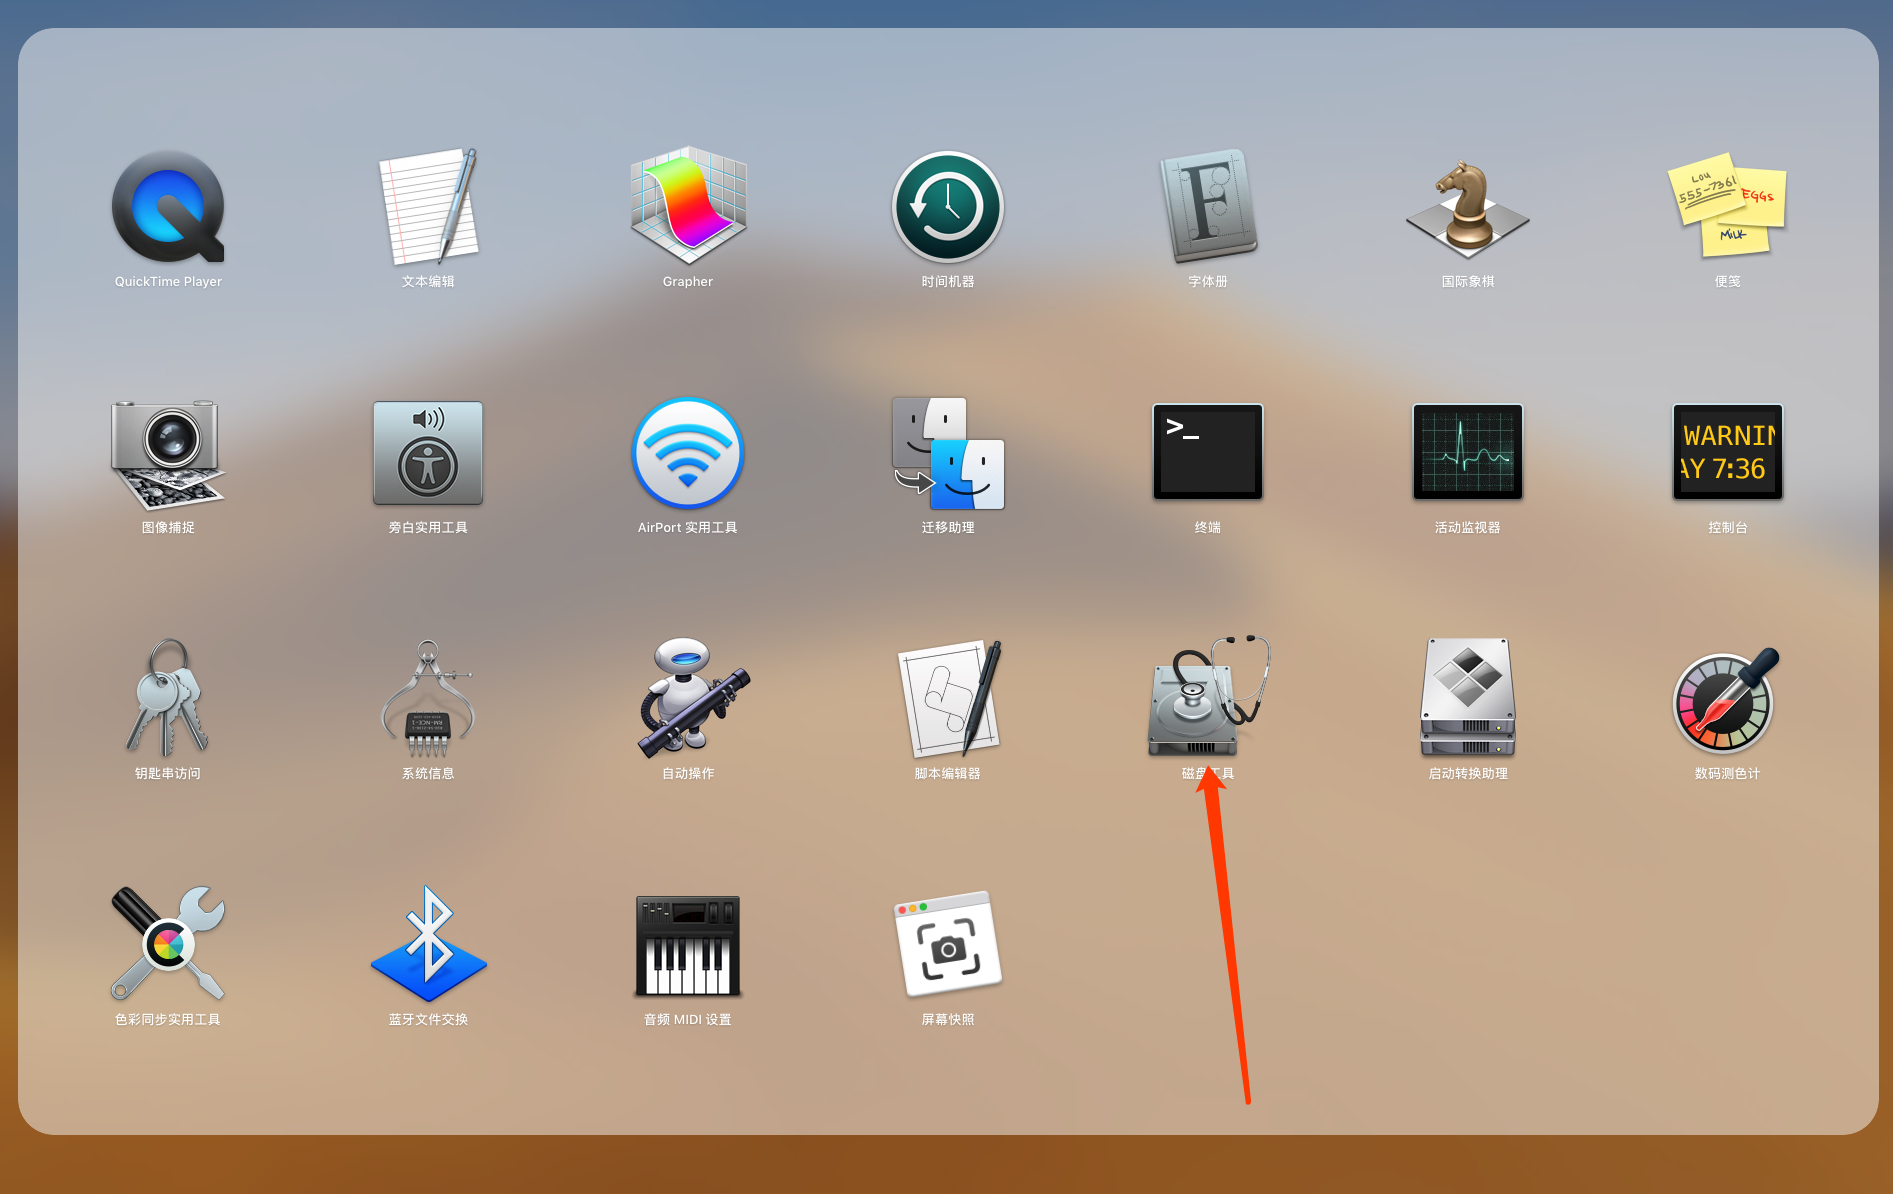 QuickTime Player
文本编辑
Grapher
时间机器
字体册
国际象棋
LOU
555-7361
EGGS
MILK
便笺
图像捕捉
旁白实用工具
AirPort 实用工具
迁移助理
>_
终端
活动监视器
WARNIN
AY 7:36
控制台
钥匙串访问
系统信息
自动操作
脚本编辑器
磁盘工具
启动转换助理
数码测色计
色彩同步实用工具
蓝牙文件交换
音频 MIDI 设置
屏幕快照